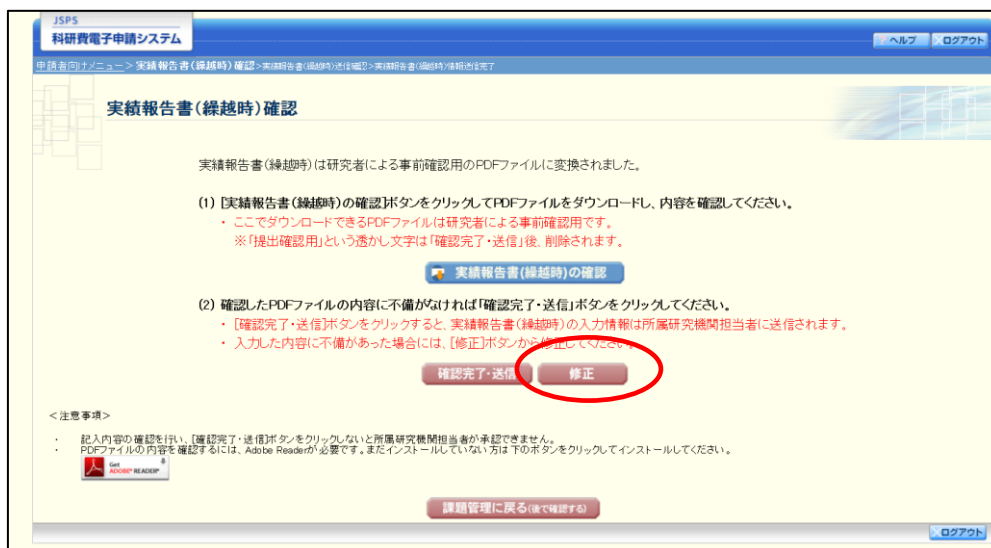 JSPS
科研費電子申請システム
ヘルプ
ログアウト
申請者向けメニュー>実績報告書(繰越時)確認>実績報告書(繰越時)送信確認>実績報告書(繰越時)情報送信完了
実績報告書(繰越時)確認
実績報告書(繰越時)は研究者による事前確認用のPDFファイルに変換されました。
(1) [実績報告書(繰越時)の確認]ボタンをクリックしてPDFファイルをダウンロードし、内容を確認してください。
・ ここでダウンロードできるPDFファイルは研究者による事前確認用です。
※「提出確認用」という透かし文字は「確認完了・送信」後、削除されます。
実績報告書(繰越時)の確認
(2) 確認したPDFファイルの内容に不備がなければ「確認完了・送信」ボタンをクリックしてください。
・ [確認完了・送信]ボタンをクリックすると、実績報告書(繰越時)の入力情報は所属研究機関担当者に送信されます。
・ 入力した内容に不備があった場合には、[修正]ボタンから修正してください。
確認完了・送信
修正
<注意事項>
・ 記入内容の確認を行い、[確認完了・送信]ボタンをクリックしないと所属研究機関担当者が承認できません。
・ PDFファイルの内容を確認するには、Adobe Readerが必要です。まだインストールしていない方は下のボタンをクリックしてインストールしてください。
Get
ADOBE® READER®
課題管理に戻る(後で確認する)
ログアウト